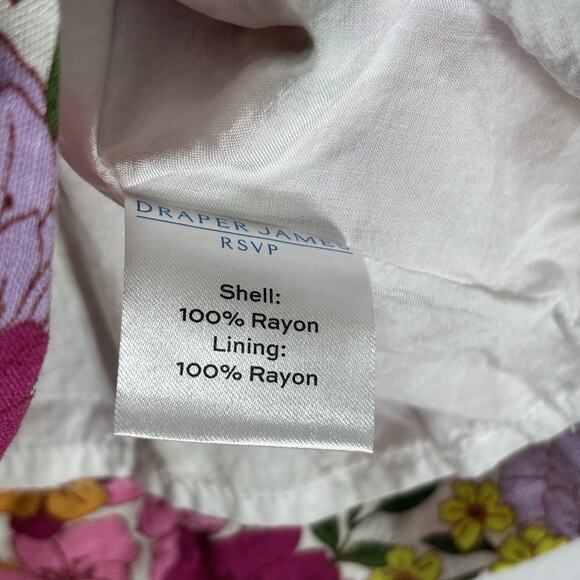 DRAPER JAMES
RSVP
Shell:
100% Rayon
Lining:
100% Rayon